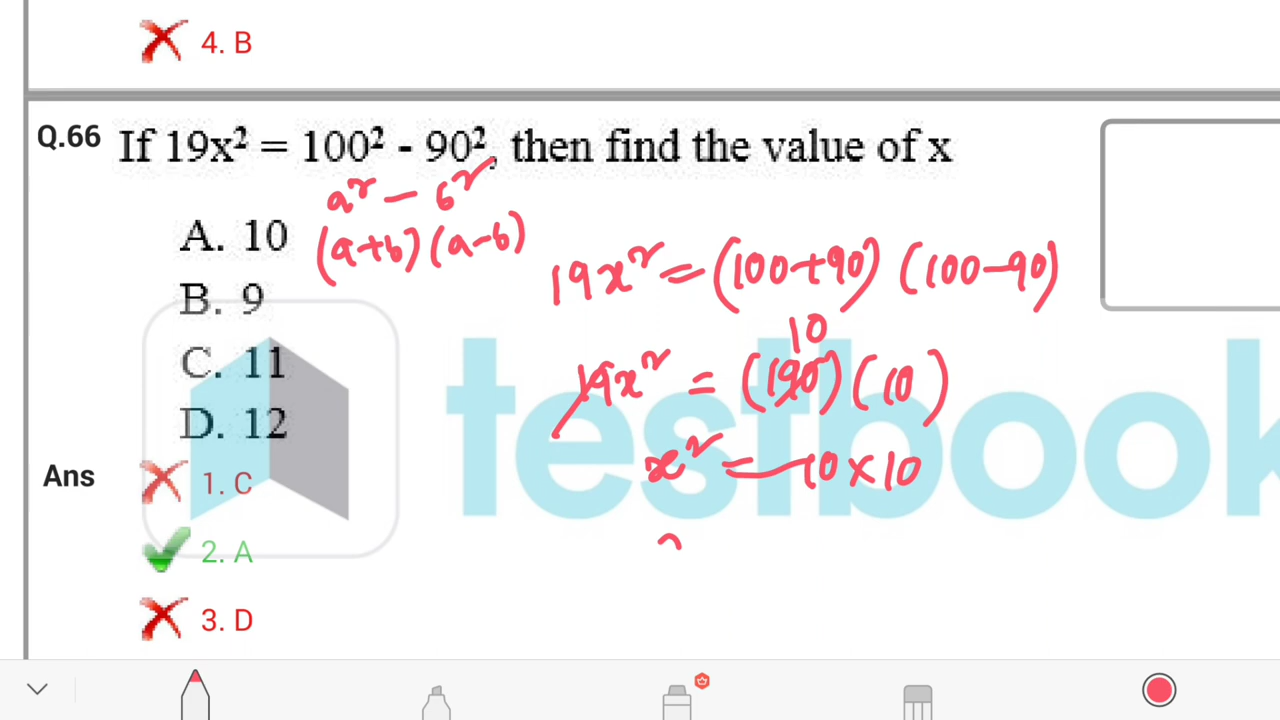 4. B
Q.66 If 19x² = 100² - 90², then find the value of x
a² - b²
A. 10
(a+b)(a-b)
19x² = (100+90) (100-90)
B. 9
10
C. 11
19x² = (190) (10)
D. 12
x² = 10 × 10
Ans 1. C
2. A
3. D
testbook